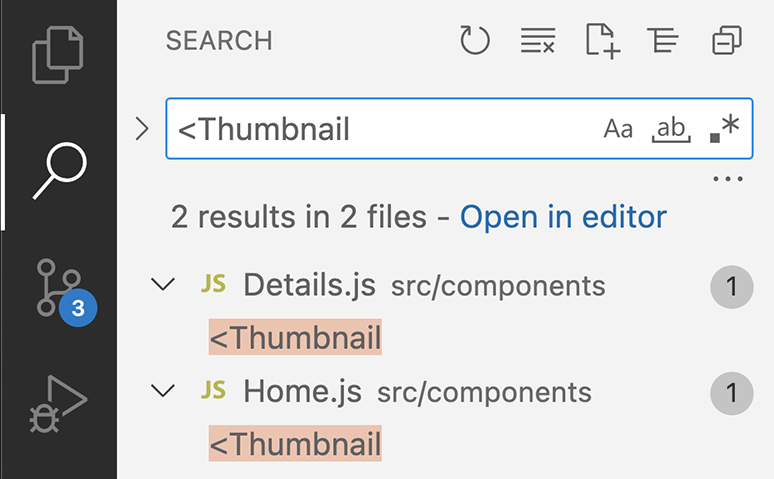 SEARCH
<Thumbnail Aa ab .*
...
2 results in 2 files - Open in editor
JS Details.js src/components 1
<Thumbnail
3
JS Home.js src/components 1
<Thumbnail